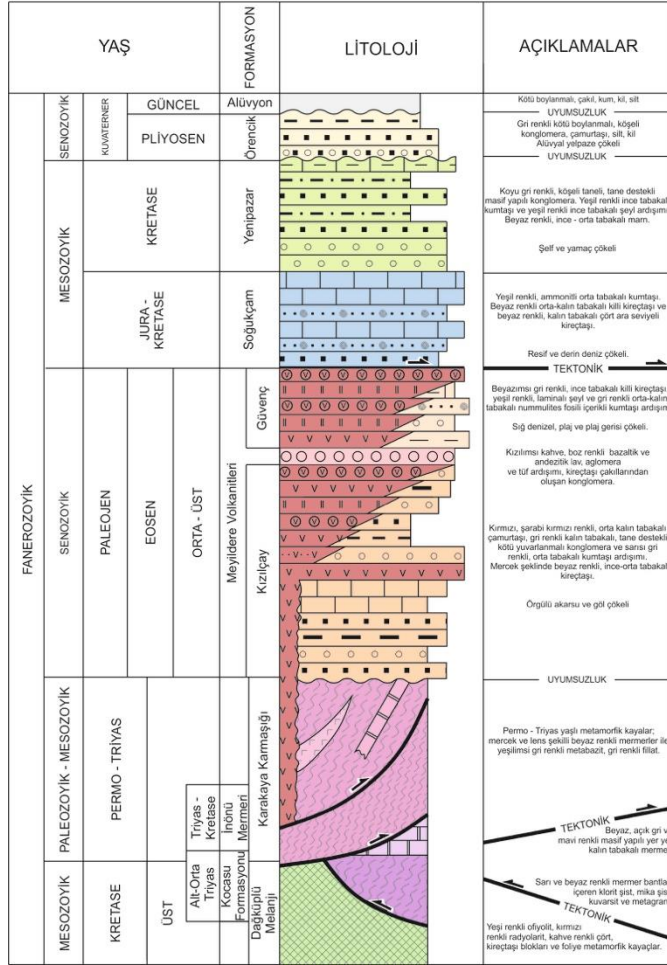 YAŞ
FORMASYON
LİTOLOJİ
AÇIKLAMALAR
FANEROZOYİK
SENOZOYİK
KUVATERNER
GÜNCEL
Alüvyon
Kötü boylanmalı, çakıl, kum, kil, silt
UYUMSUZLUK
PLİYOSEN
Örencik
Gri renkli kötü boylanmalı, köşeli
konglomera, çamurtaşı, silt, kil
Alüvyal yelpaze çökeli
UYUMSUZLUK
MESOZOYİK
KRETASE
Yenipazar
Koyu gri renkli, köşeli taneli, tane destekli
masif yapılı konglomera. Yeşil renkli ince tabakalı
kumtaşı ve yeşil renkli ince tabakalı şeyl ardışımı
Beyaz renkli, ince - orta tabakalı marn.
Şelf ve yamaç çökeli
JURA -
KRETASE
Soğukçam
Yeşil renkli, ammonitli orta tabakalı kumtaşı.
Beyaz renkli orta-kalın tabakalı killi kireçtaşı ve
beyaz renkli, kalın tabakalı çört ara seviyeli
kireçtaşı.
Resif ve derin deniz çökeli.
TEKTONİK
SENOZOYİK
PALEOJEN
EOSEN
ORTA - ÜST
Meyildere Volkanitleri
Güvenç
Beyazımsı gri renkli, ince tabakalı killi kireçtaşı,
yeşil renkli, laminalı şeyl ve gri renkli orta-kalın
tabakalı nummulites fosili içerikli kumtaşı ardışım
Sığ denizel, plaj ve plaj gerisi çökeli.
Kızılımsı kahve, boz renkli bazaltik ve
andezitik lav, aglomera
ve tüf ardışımı, kireçtaşı çakıllarından
oluşan konglomera.
Kızılçay
Kırmızı, şarabi kırmızı renkli, orta kalın tabakalı
çamurtaşı, gri renkli kalın tabakalı, tane destekli
kötü yuvarlanmalı konglomera ve sarısı gri
renkli, orta tabakalı kumtaşı ardışımı.
Mercek şeklinde beyaz renkli, ince-orta tabakalı
kireçtaşı.
Örgülü akarsu ve göl çökeli
UYUMSUZLUK
PALEOZOYİK - MESOZOYİK
PERMO - TRİYAS
Karakaya Karmaşığı
Permo - Triyas yaşlı metamorfik kayalar;
mercek ve lens şekilli beyaz renkli mermerler ile
yeşilimsi gri renkli metabazit, gri renkli fillat.
Triyas -
Kretase
İnönü
Mermeri
TEKTONİK
Beyaz, açık gri v
mavi renkli masif yapılı yer ye
kalın tabakalı merme
MESOZOYİK
KRETASE
ÜST
Alt-Orta
Triyas
Kocasu
Formasyonu
Sarı ve beyaz renkli mermer bantla
içeren klorit şist, mika şis
kuvarsit ve metagran
TEKTONİK
Dağküplü
Melanjı
Yeşi renkli ofiyolit, kırmızı
renkli radyolarit, kahve renkli çört,
kireçtaşı blokları ve foliye metamorfik kayaçlar.